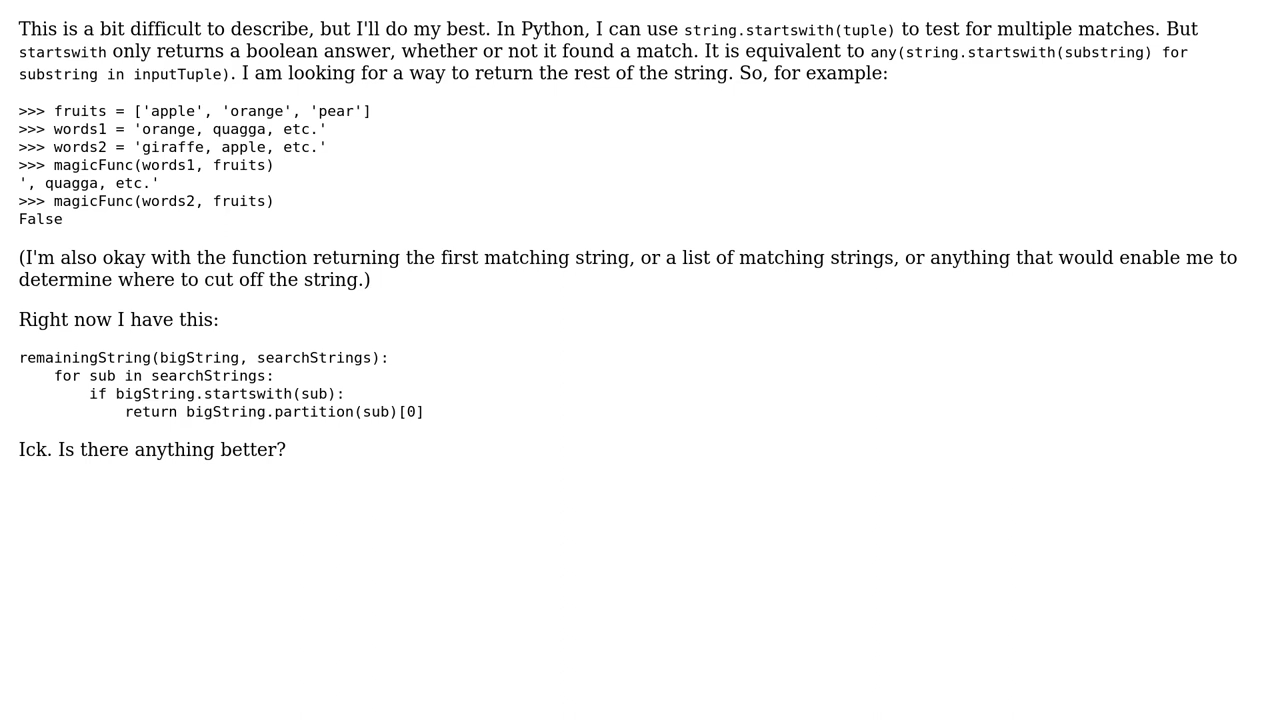 This is a bit difficult to describe, but I'll do my best. In Python, I can use string.startswith(tuple) to test for multiple matches. But
startswith only returns a boolean answer, whether or not it found a match. It is equivalent to any(string.startswith(substring) for
substring in inputTuple). I am looking for a way to return the rest of the string. So, for example:
>>> fruits = ['apple', 'orange', 'pear']
>>> words1 = 'orange, quagga, etc.'
>>> words2 = 'giraffe, apple, etc.'
>>> magicFunc(words1, fruits)
', quagga, etc.'
>>> magicFunc(words2, fruits)
False
(I'm also okay with the function returning the first matching string, or a list of matching strings, or anything that would enable me to
determine where to cut off the string.)
Right now I have this:
remainingString(bigString, searchStrings):
    for sub in searchStrings:
        if bigString.startswith(sub):
            return bigString.partition(sub)[0]
Ick. Is there anything better?